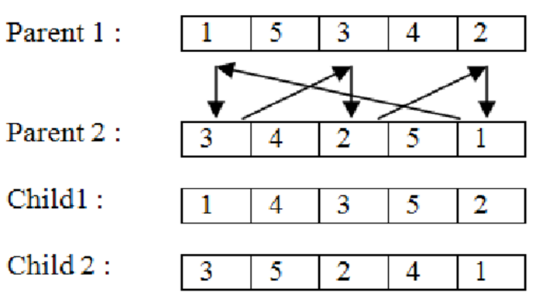 Parent 1 : 1 5 3 4 2
Parent 2 : 3 4 2 5 1
Child1 : 1 4 3 5 2
Child 2 : 3 5 2 4 1